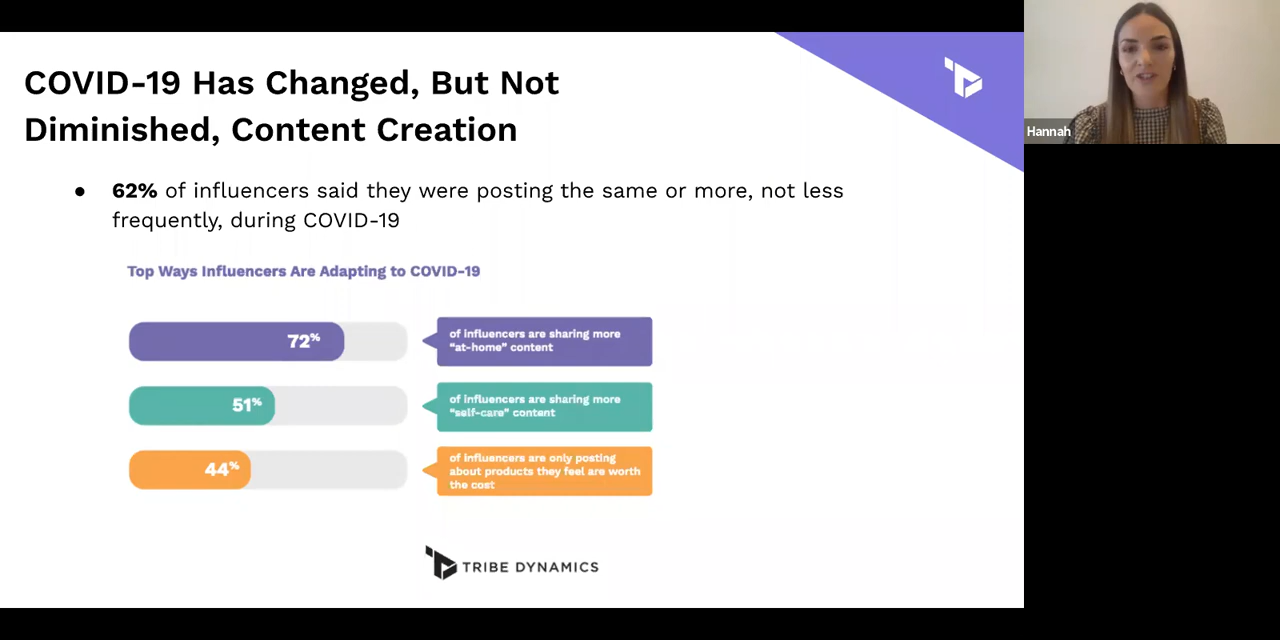 COVID-19 Has Changed, But Not
Diminished, Content Creation
● 62% of influencers said they were posting the same or more, not less
frequently, during COVID-19
Top Ways Influencers Are Adapting to COVID-19
72%
of influencers are sharing more
“at-home” content
51%
of influencers are sharing more
“self-care” content
44%
of influencers are only posting
about products they feel are worth
the cost
TRIBE DYNAMICS
Hannah